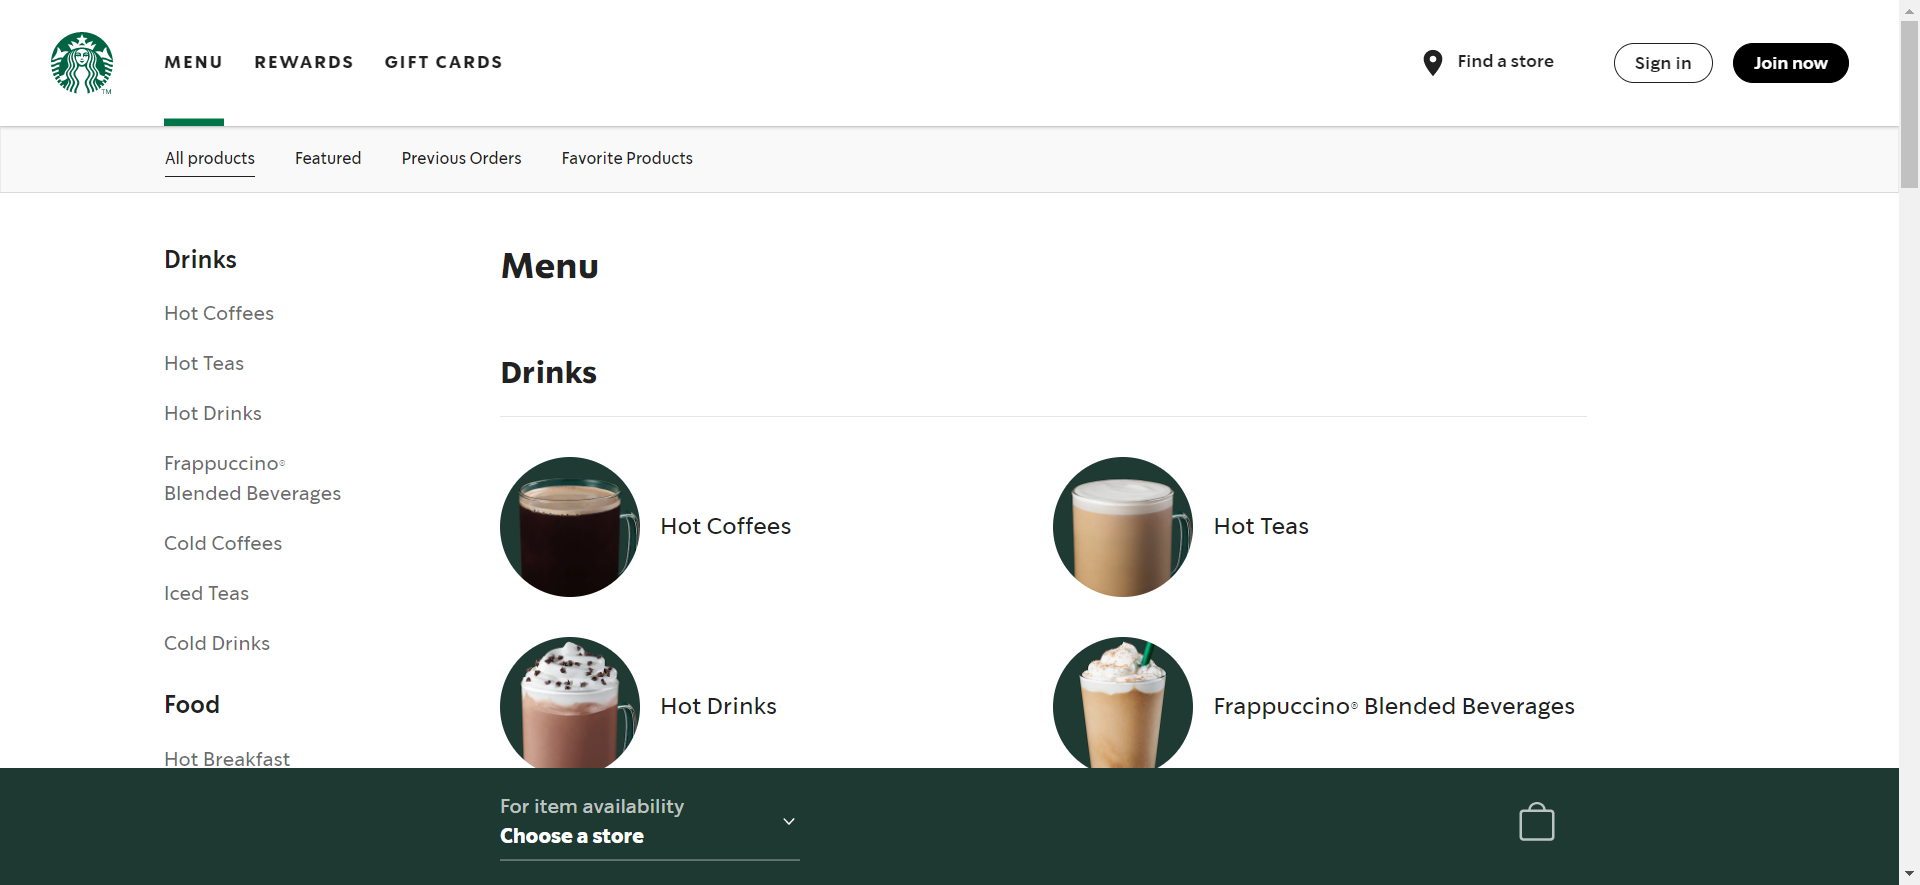 TM
MENU
REWARDS
GIFT CARDS
Find a store
Sign in
Join now
All products
Featured
Previous Orders
Favorite Products
Drinks
Hot Coffees
Hot Teas
Hot Drinks
Frappuccino®
Blended Beverages
Cold Coffees
Iced Teas
Cold Drinks
Food
Hot Breakfast
Menu
Drinks
Hot Coffees
Hot Teas
Hot Drinks
Frappuccino® Blended Beverages
For item availability
Choose a store